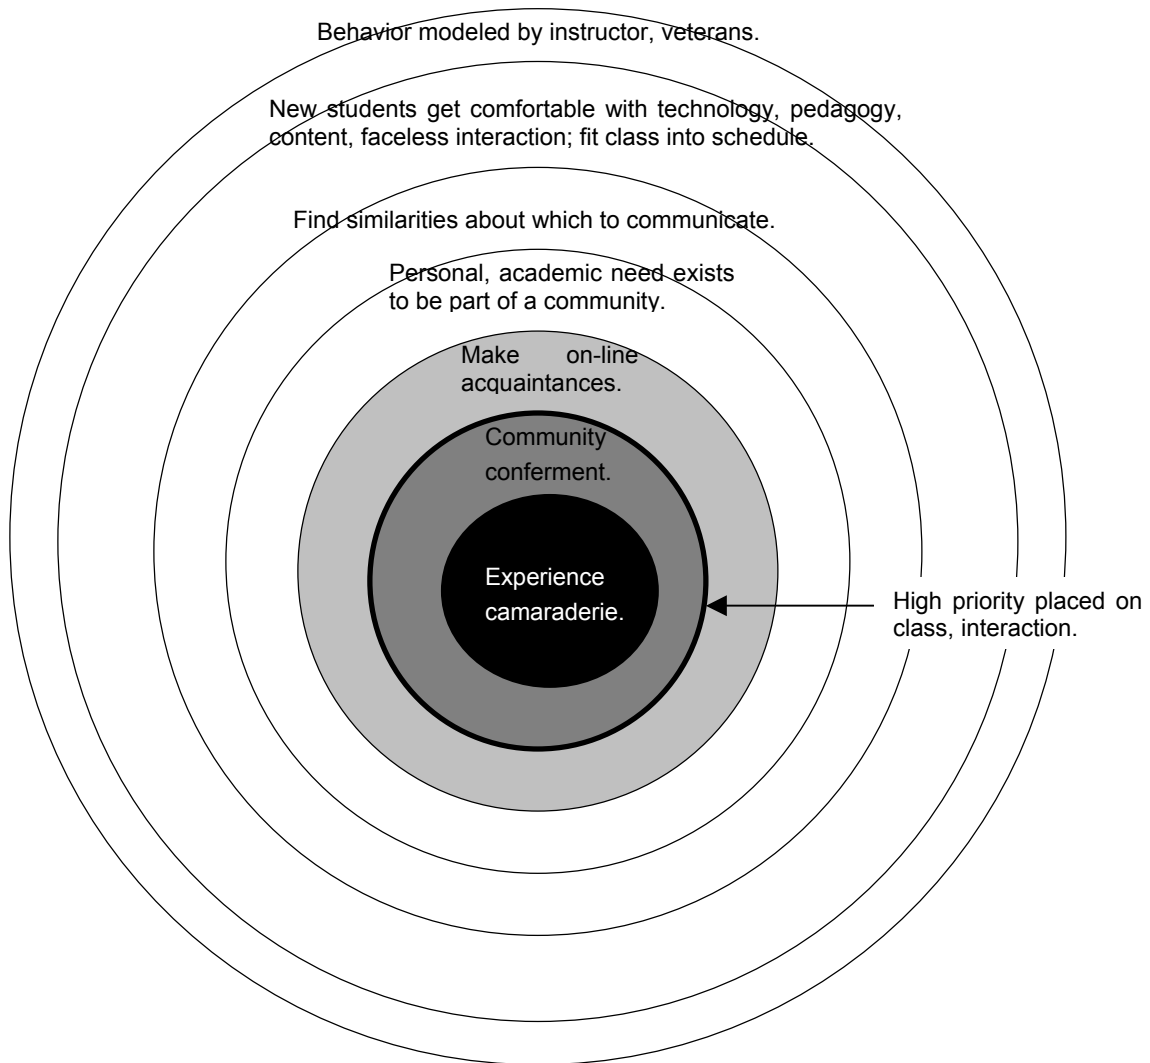 Behavior modeled by instructor, veterans.
New students get comfortable with technology, pedagogy,
content, faceless interaction; fit class into schedule.
Find similarities about which to communicate.
Personal, academic need exists
to be part of a community.
Make on-line
acquaintances.
Community
conferment.
Experience
camaraderie.
High priority placed on
class, interaction.